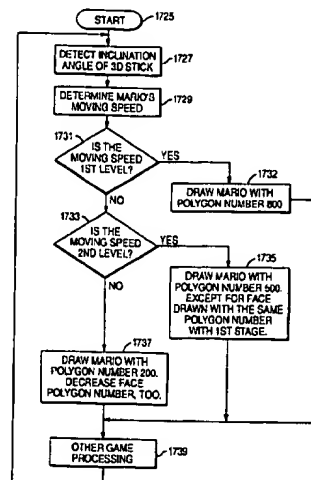 START
1725
DETECT INCLINATION
ANGLE OF 3D STICK
1727
DETERMINE MARIO'S
MOVING SPEED
1729
1731
IS THE
MOVING SPEED
1ST LEVEL?
YES
1732
DRAW MARIO WITH
POLYGON NUMBER 800
NO
1733
IS THE
MOVING SPEED
2ND LEVEL?
YES
1735
DRAW MARIO WITH
POLYGON NUMBER 500.
EXCEPT FOR FACE
DRAWN WITH THE SAME
POLYGON NUMBER
WITH 1ST STAGE.
NO
1737
DRAW MARIO WITH
POLYGON NUMBER 200.
DECREASE FACE
POLYGON NUMBER, TOO.
OTHER GAME
PROCESSING
1739